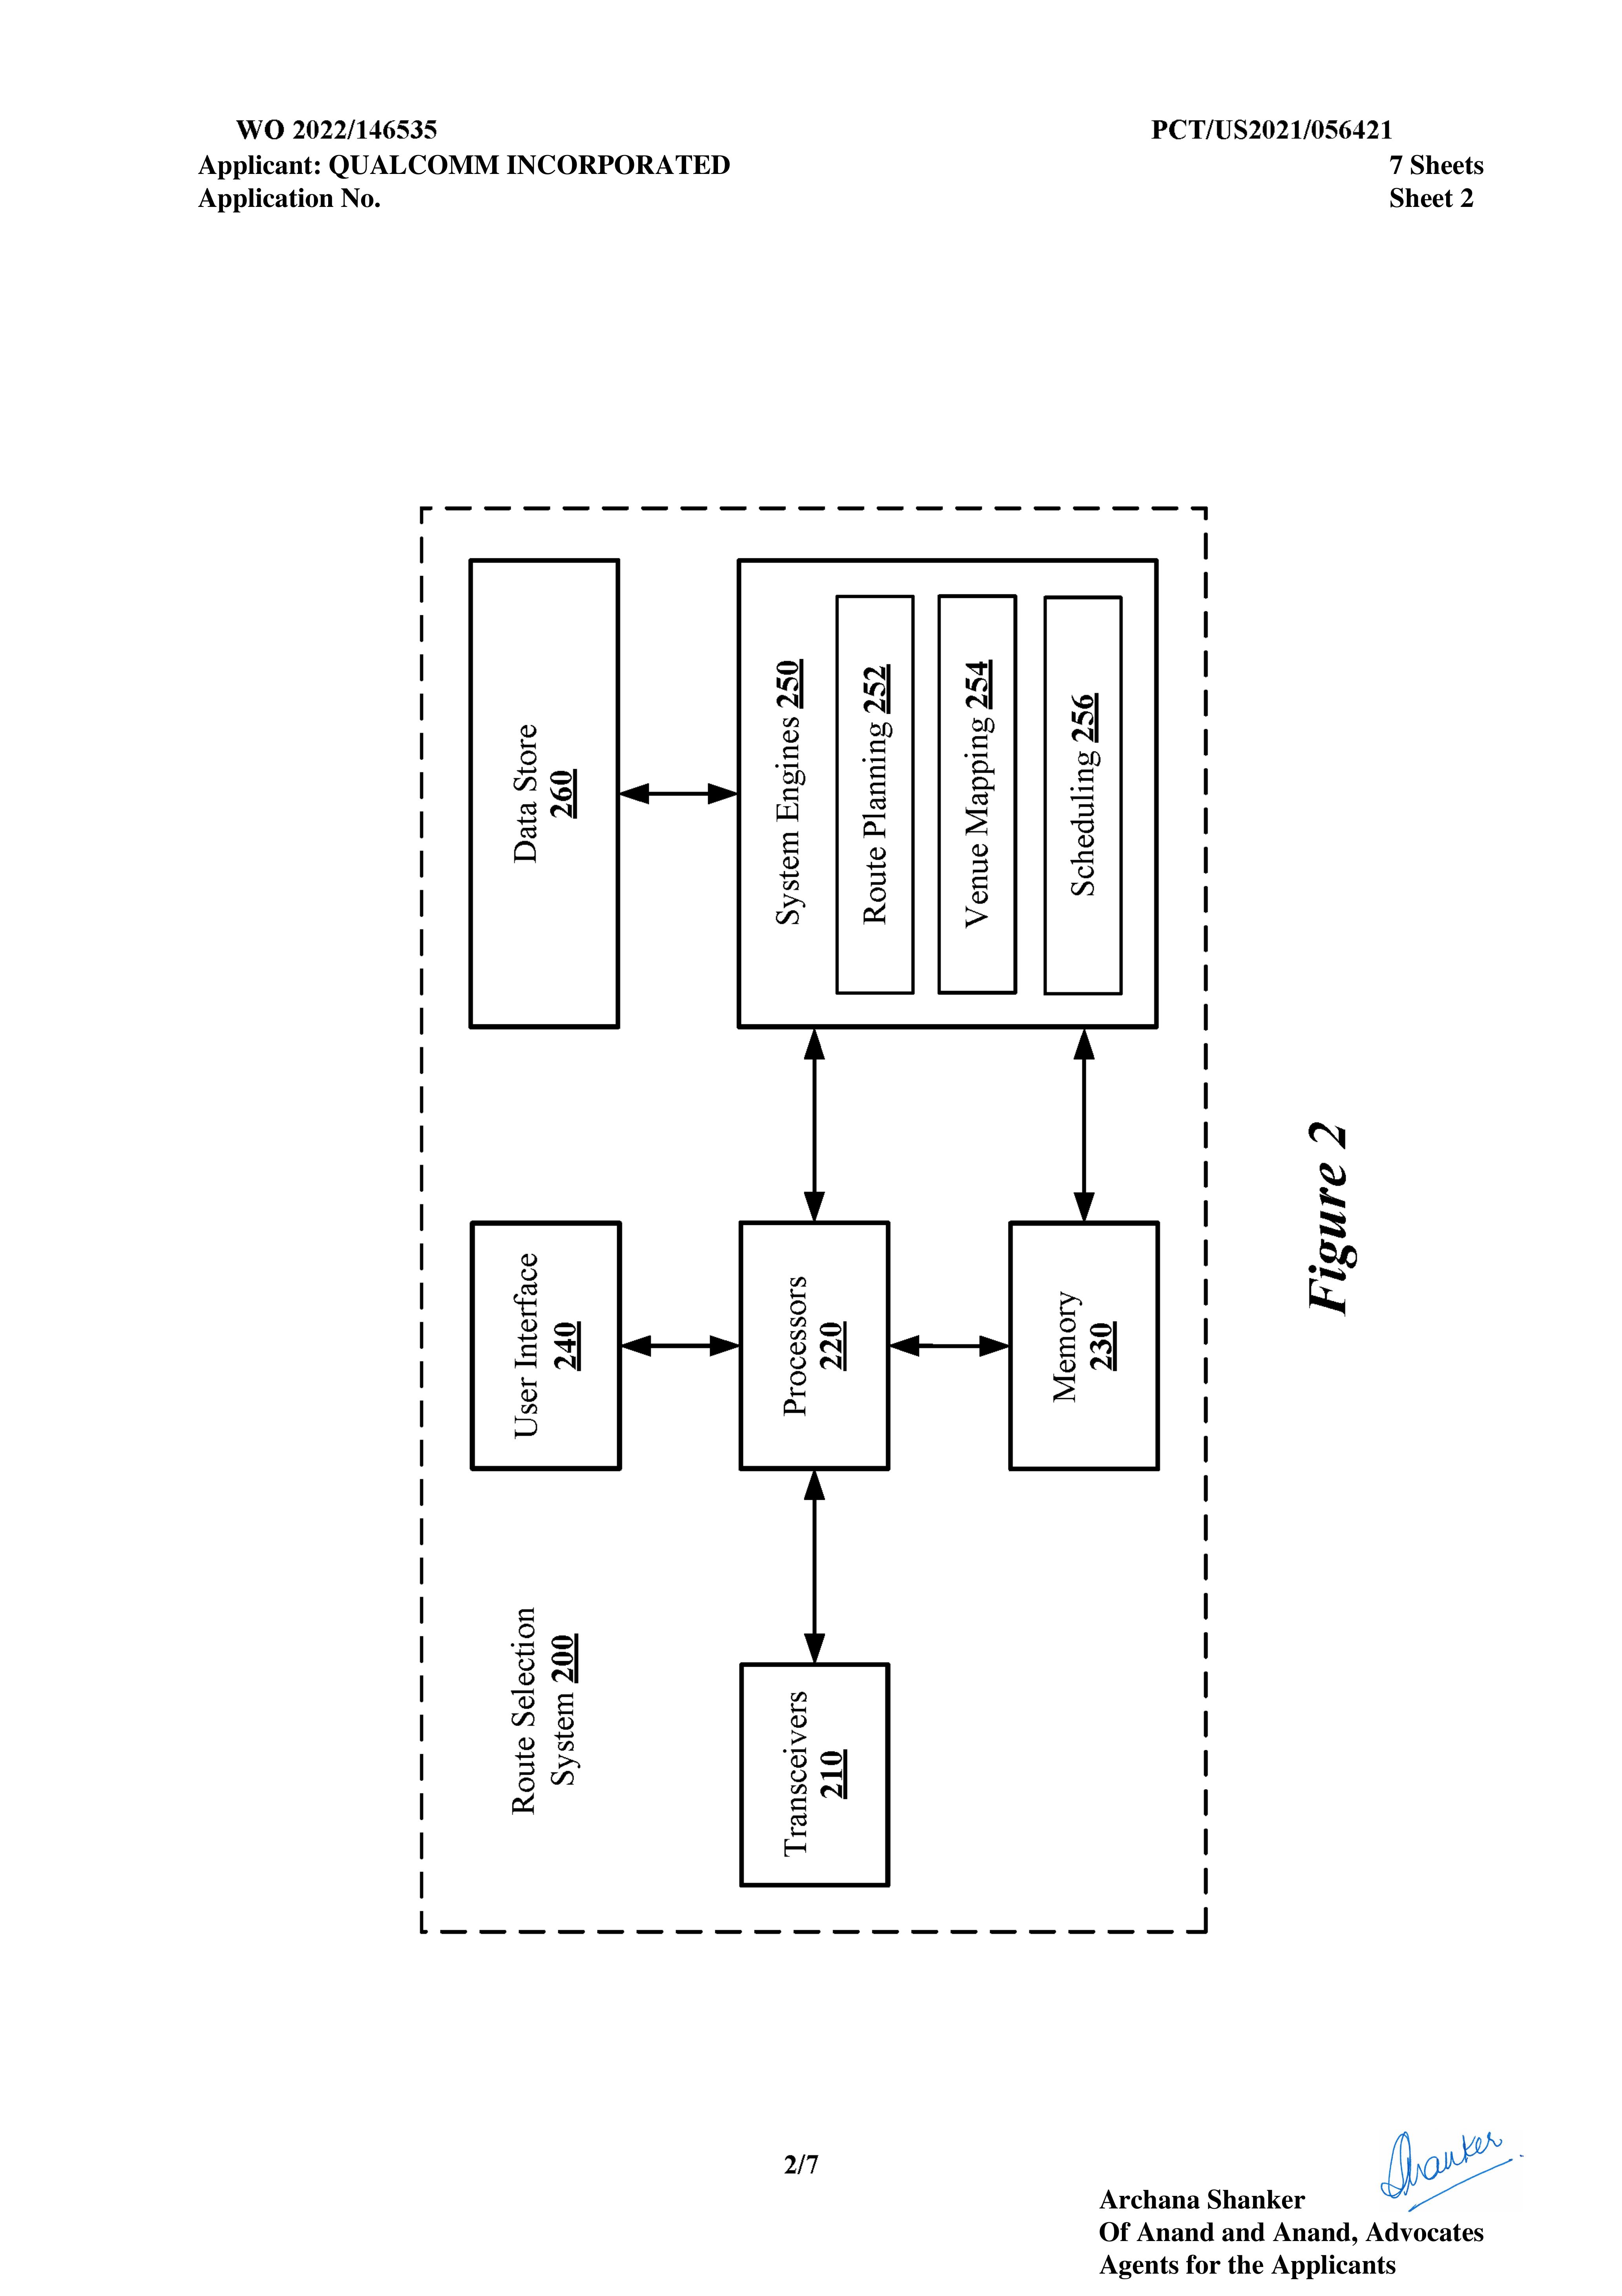 WO 2022/146535
PCT/US2021/056421
Applicant: QUALCOMM INCORPORATED
7 Sheets
Application No.
Sheet 2
Route Selection
System 200
User Interface
240
Data Store
260
Transceivers
210
Processors
220
Memory
230
System Engines 250
Route Planning 252
Venue Mapping 254
Scheduling 256
Figure 2
2/7
Shanker
Archana Shanker
Of Anand and Anand, Advocates
Agents for the Applicants